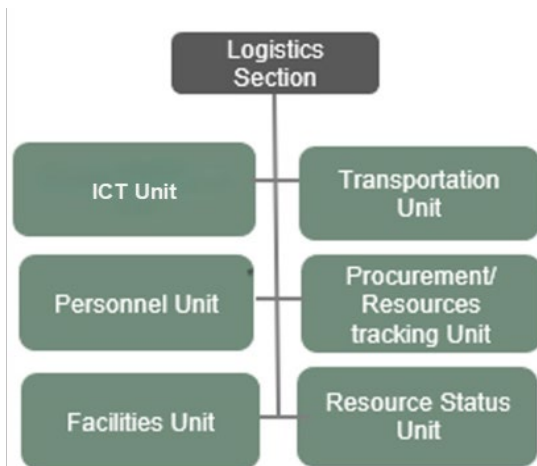 Logistics
Section
ICT Unit
Transportation
Unit
Personnel Unit
Procurement/
Resources
tracking Unit
Facilities Unit
Resource Status
Unit